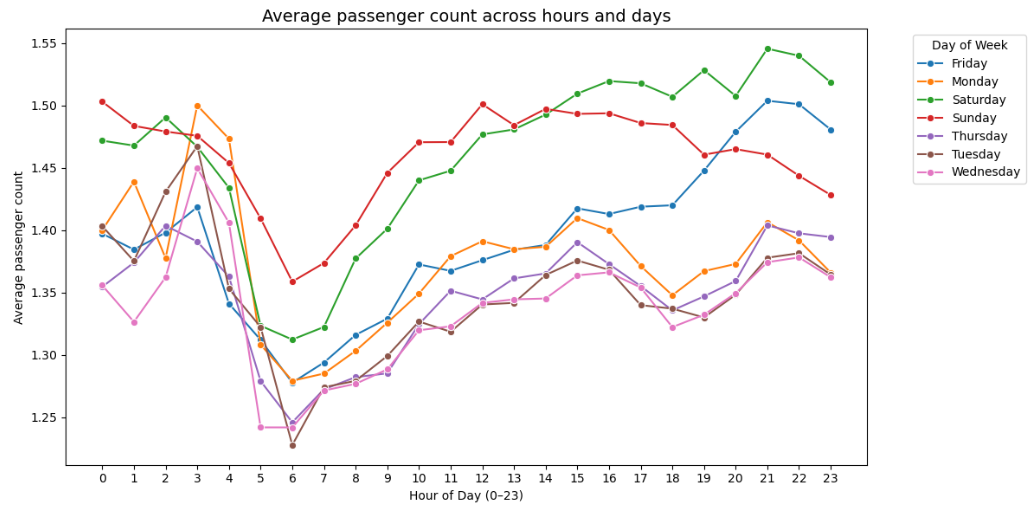 Average passenger count across hours and days
Average passenger count
1.55
1.50
1.45
1.40
1.35
1.30
1.25
0 1 2 3 4 5 6 7 8 9 10 11 12 13 14 15 16 17 18 19 20 21 22 23
Hour of Day (0–23)
Day of Week
Friday
Monday
Saturday
Sunday
Thursday
Tuesday
Wednesday